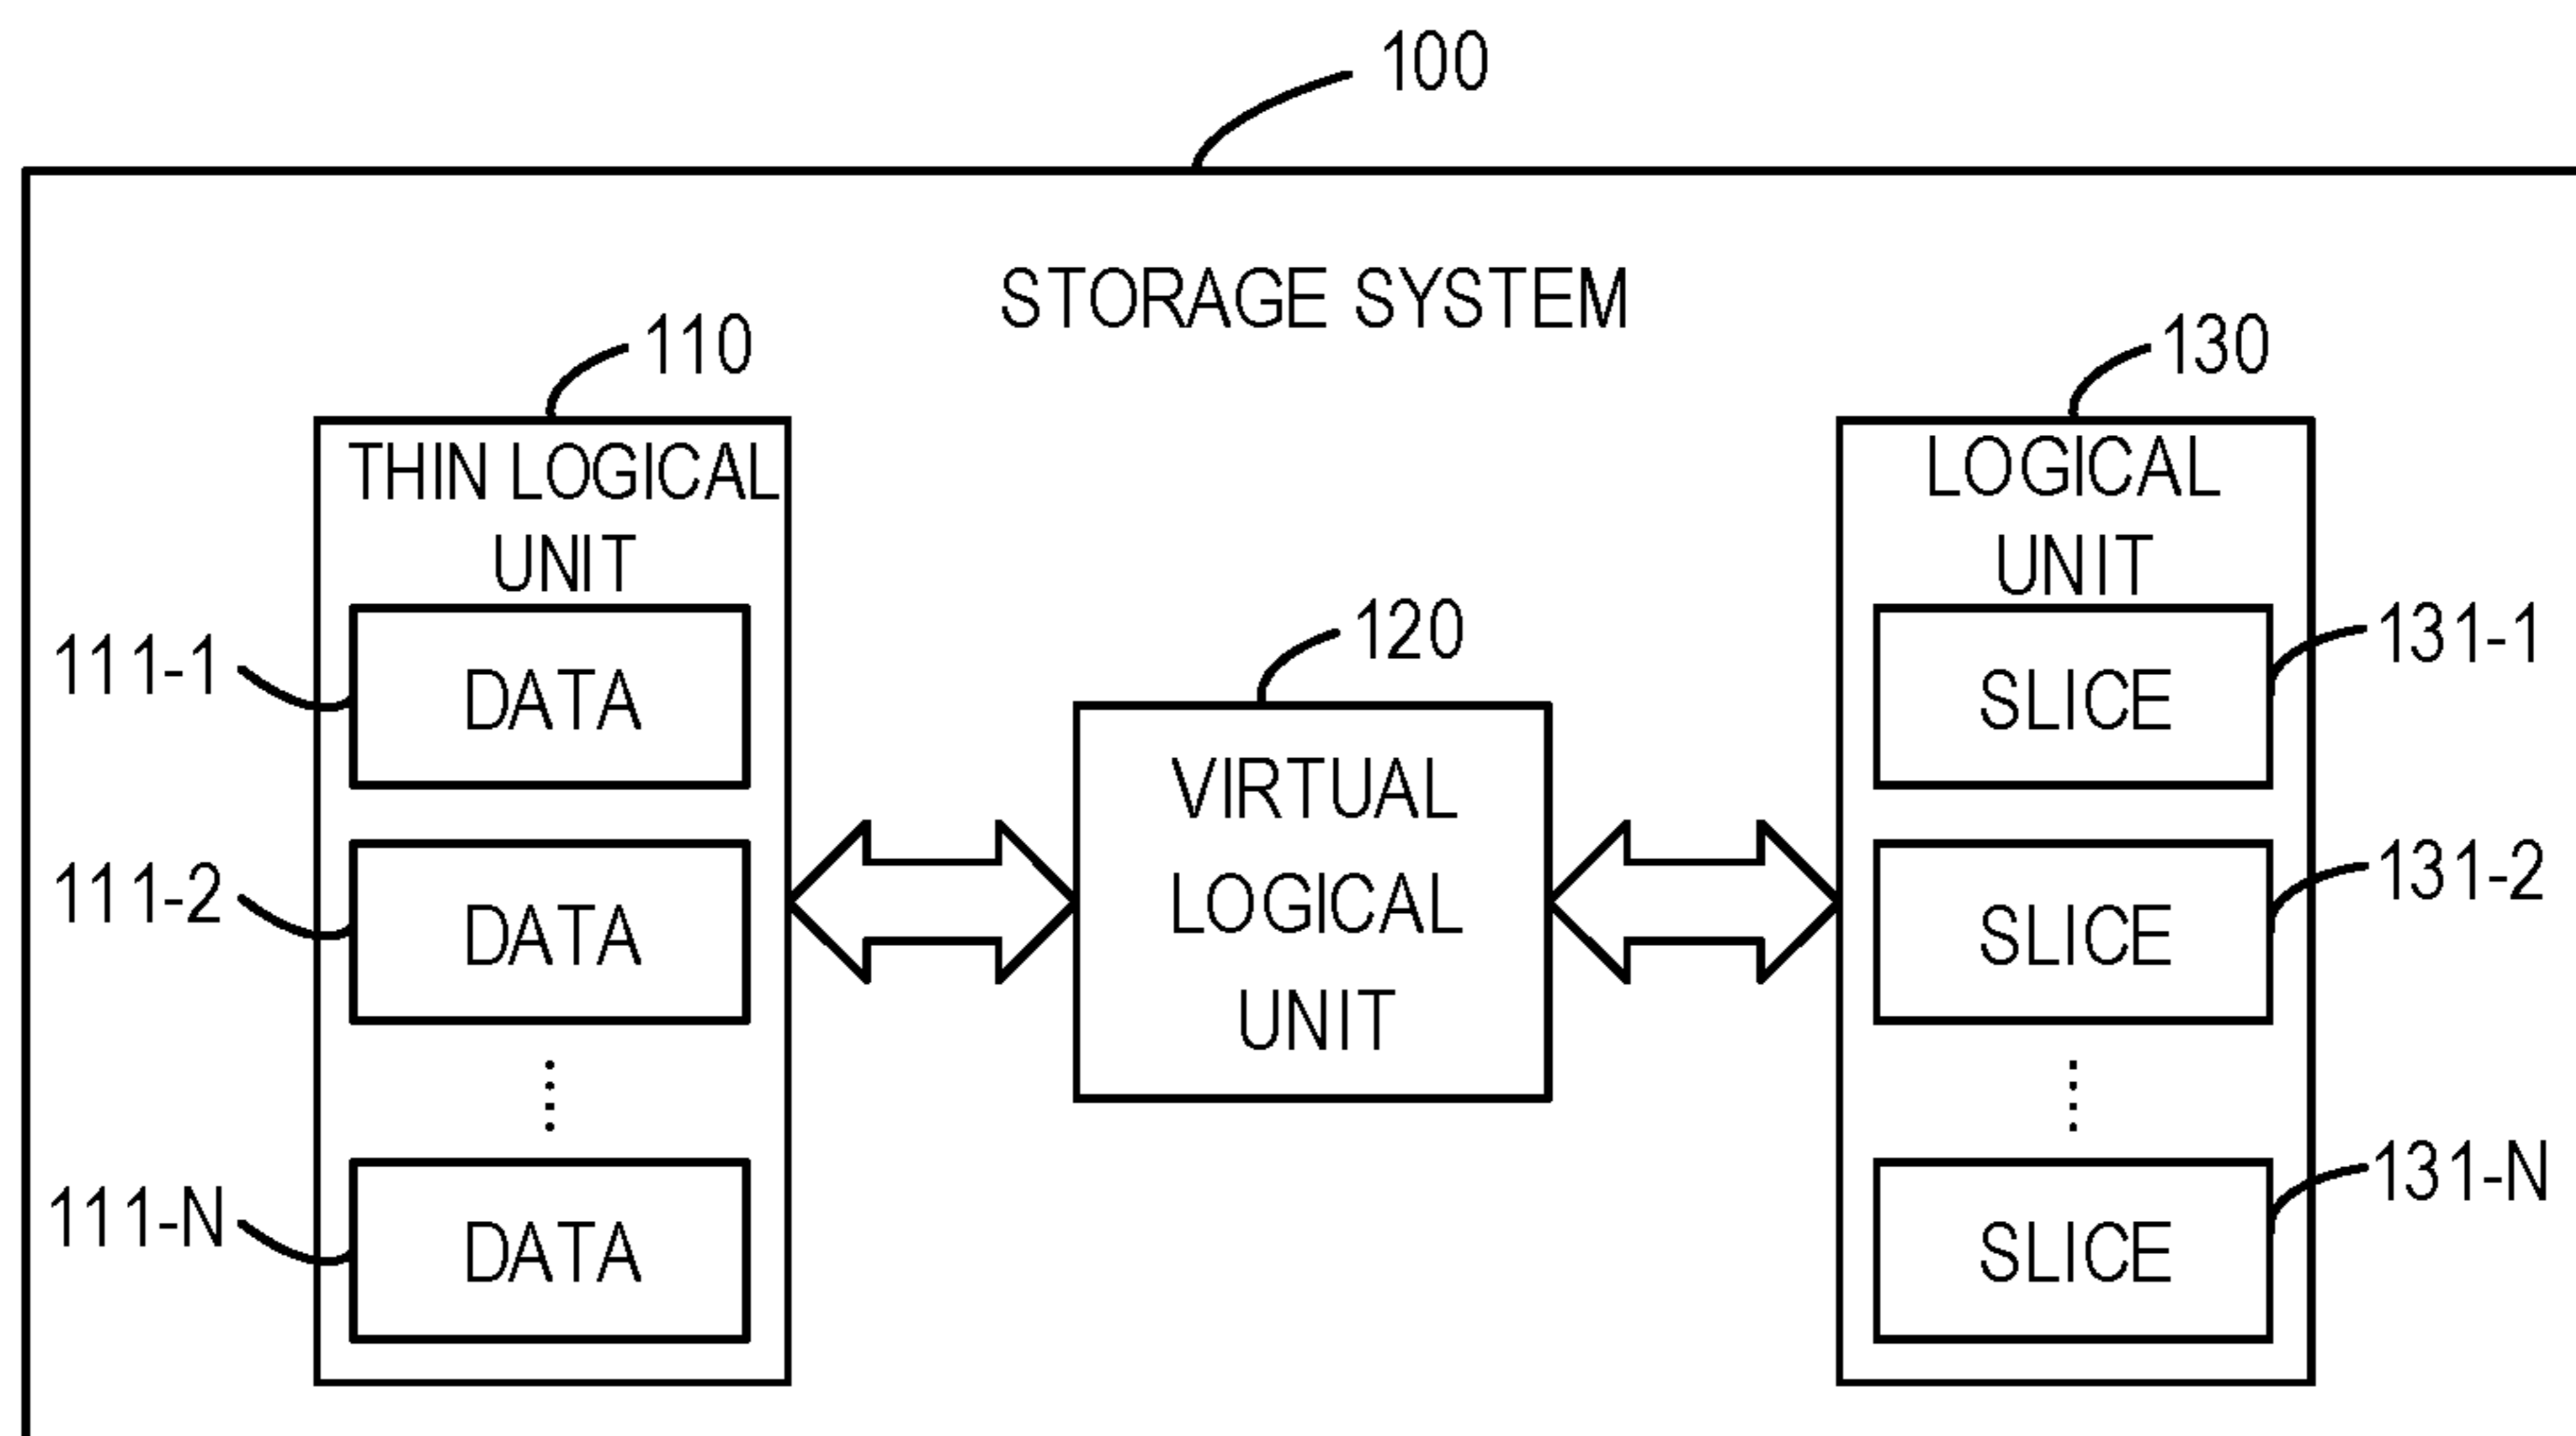 100
STORAGE SYSTEM
110
130
THIN LOGICAL
UNIT
LOGICAL
UNIT
120
111-1
DATA
SLICE
131-1
VIRTUAL
LOGICAL
UNIT
111-2
DATA
SLICE
131-2
111-N
DATA
SLICE
131-N